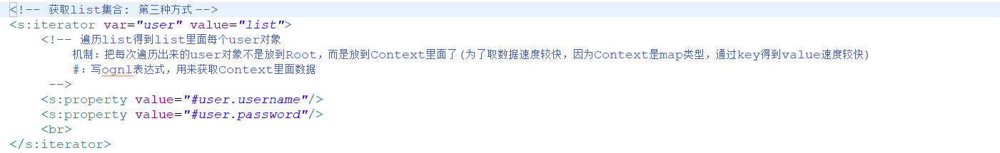 <!-- 获取list集合: 第三种方式 -->
<s:iterator var="user" value="list">
<!-- 遍历list得到list里面每个user对象
机制：把每次遍历出来的user对象不是放到Root，而是放到Context里面了(为了取数据速度较快，因为Context是map类型，通过key得到value速度较快)
#：写ognl表达式，用来获取Context里面数据
-->
<s:property value="#user.username"/>
<s:property value="#user.password"/>
<br>
</s:iterator>